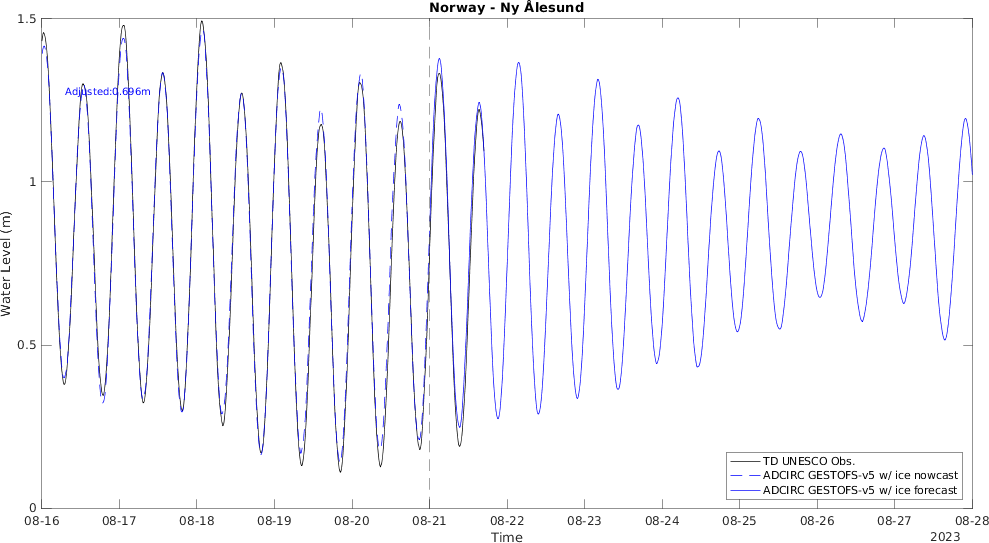 Norway - Ny Ålesund
1.5
Adjusted:0.696m
1
Water Level (m)
0.5
TD UNESCO Obs.
ADCIRC GESTOFS-v5 w/ ice nowcast
ADCIRC GESTOFS-v5 w/ ice forecast
0
08-16 08-17 08-18 08-19 08-20 08-21 08-22 08-23 08-24 08-25 08-26 08-27 08-28
Time
2023